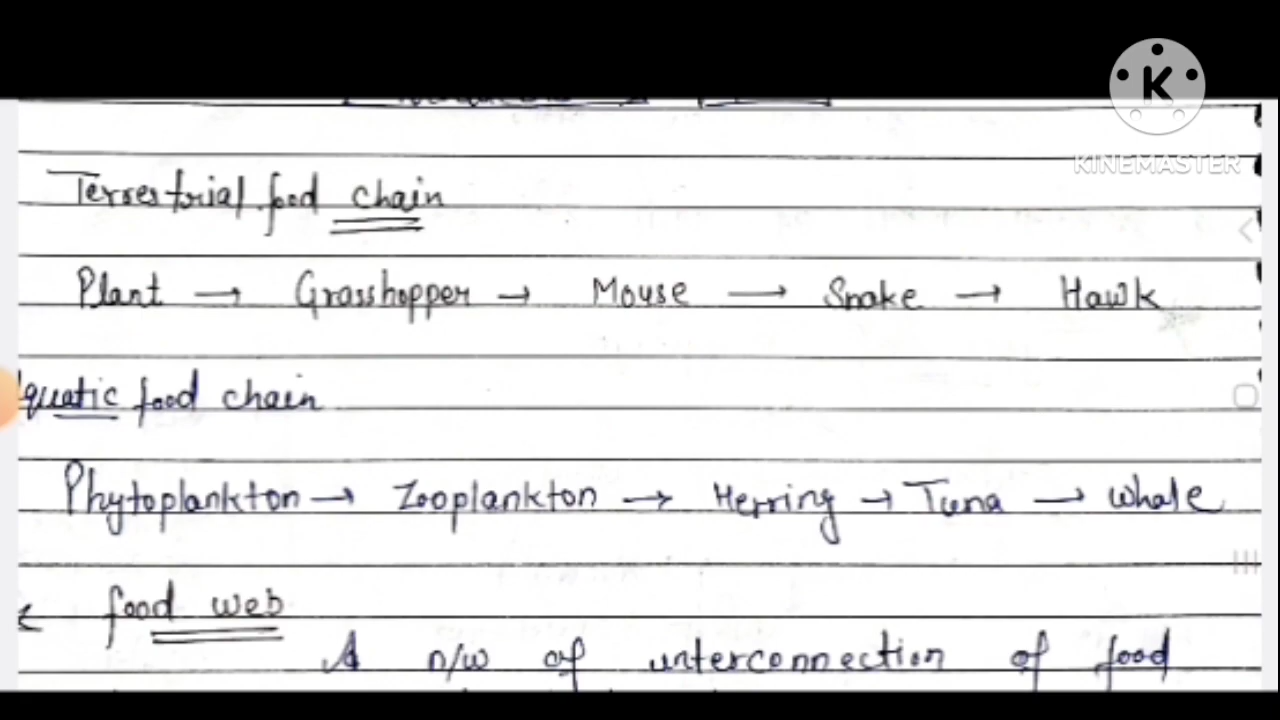 K
KINEMASTER
Terrestrial food chain
Plant → Grasshopper → Mouse → Snake → Hawk
quatic food chain
Phytoplankton → Zooplankton → Herring → Tuna → Whale
food web
A n/w of interconnection of food